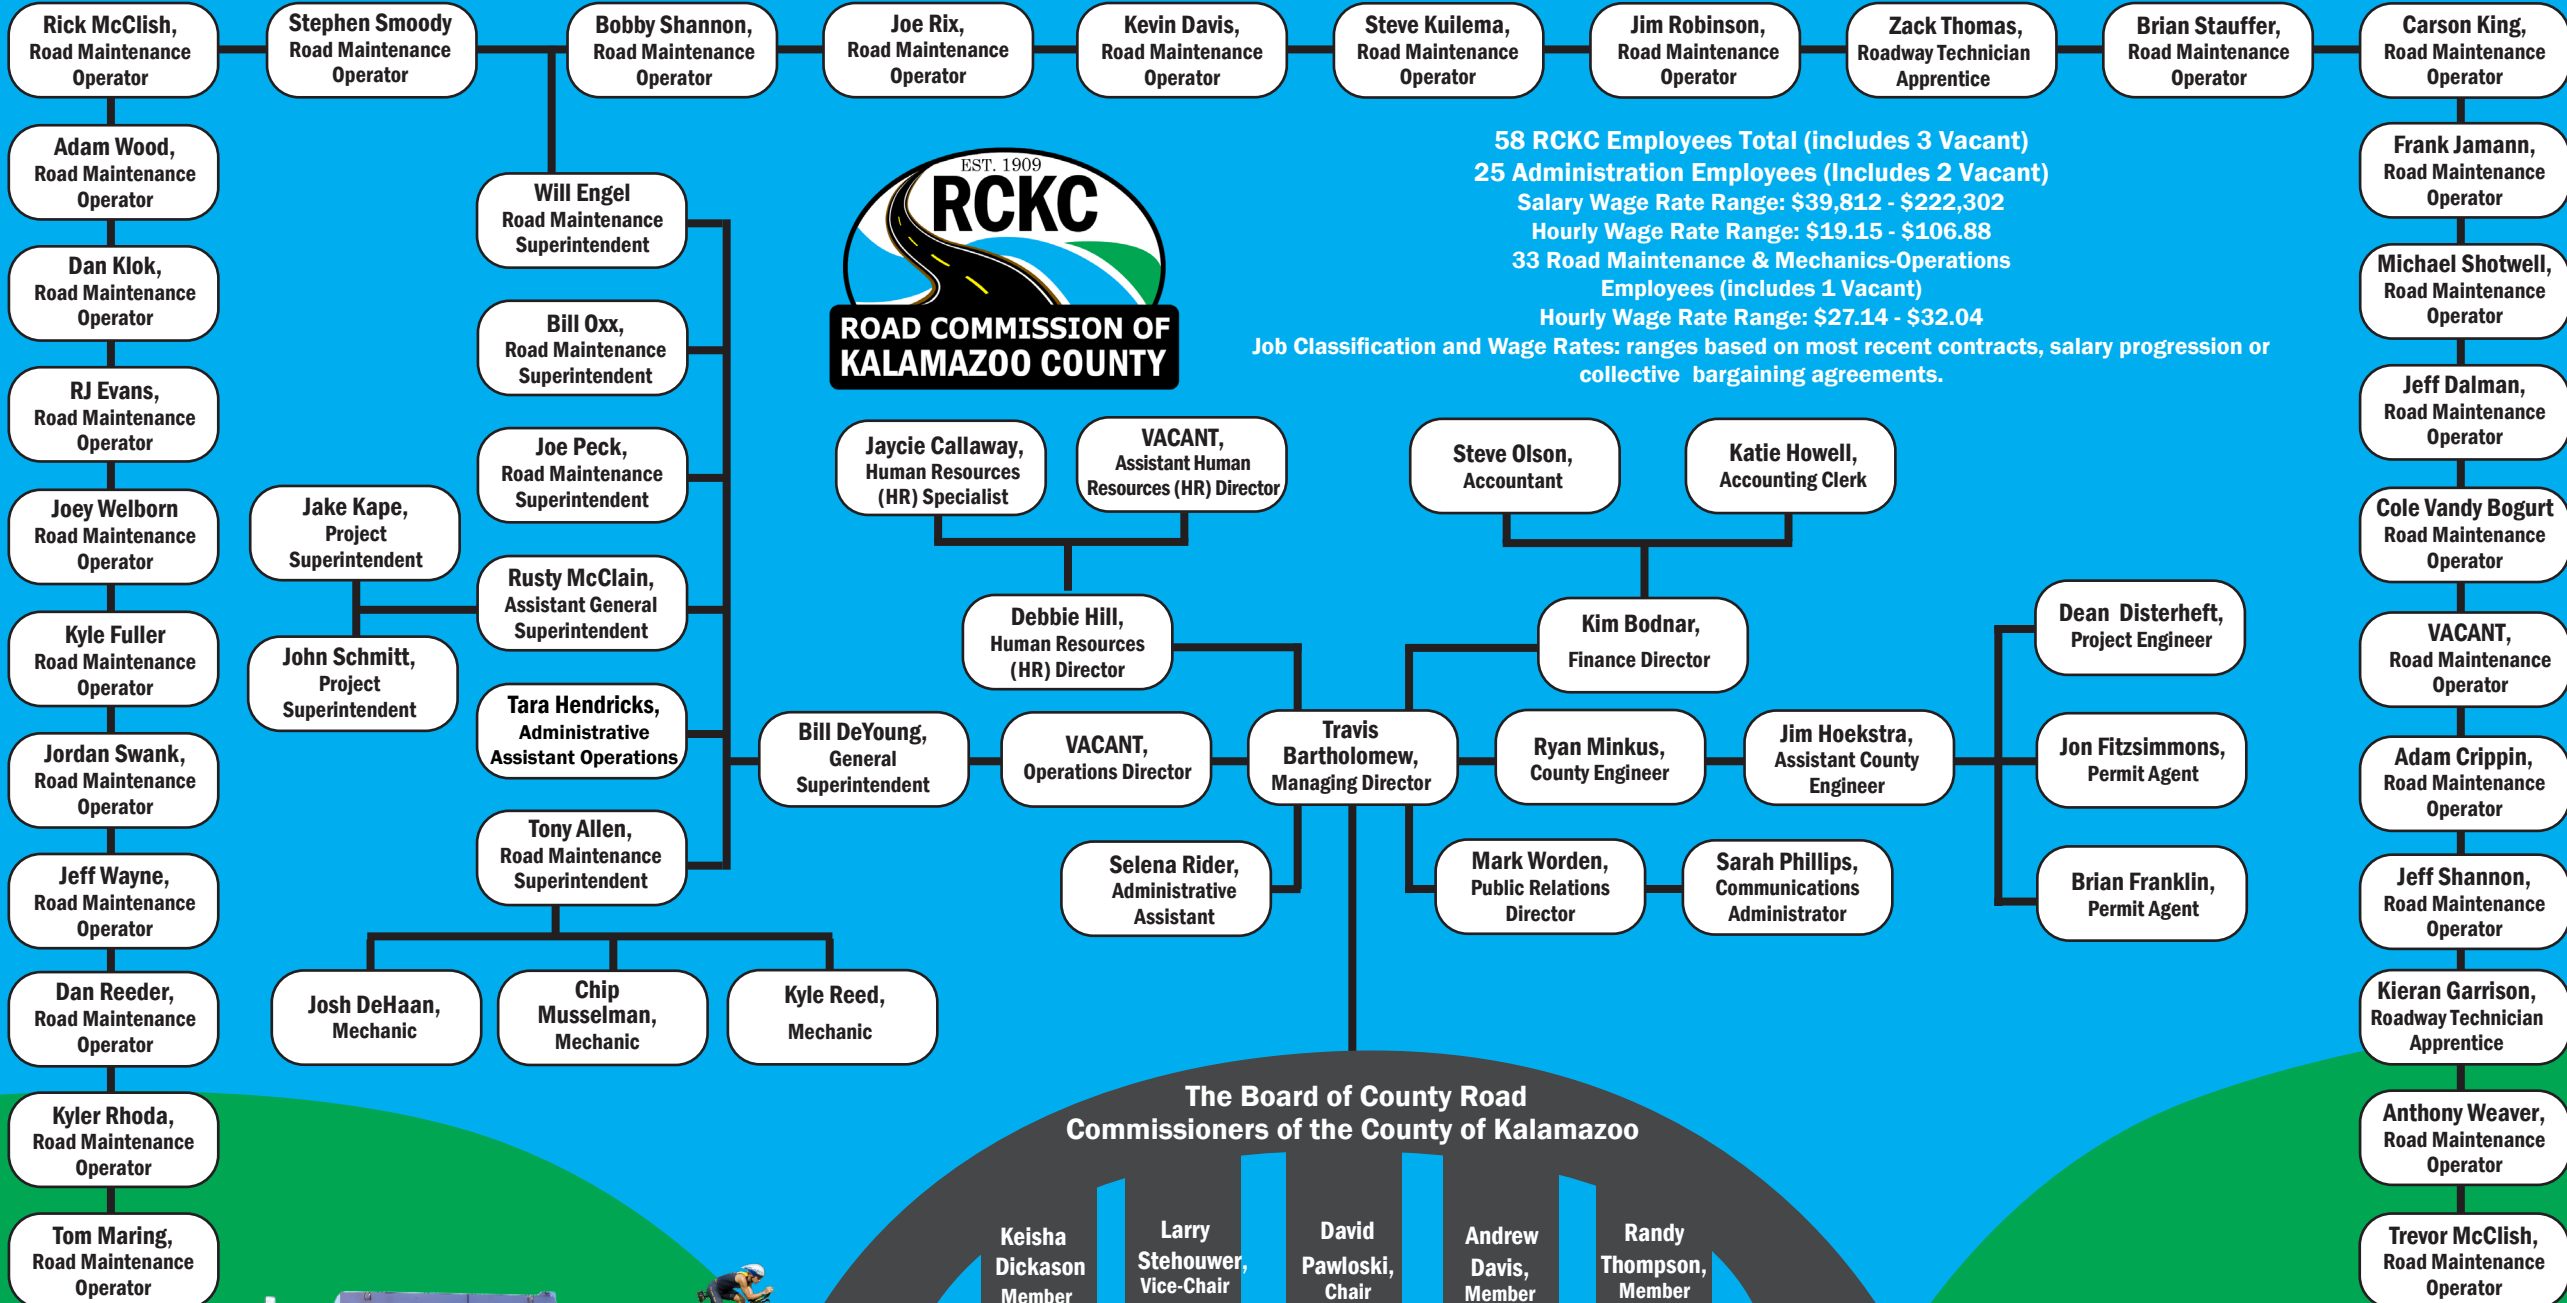 Rick McClish,
Road Maintenance
Operator
Stephen Smoody
Road Maintenance
Operator
Bobby Shannon,
Road Maintenance
Operator
Joe Rix,
Road Maintenance
Operator
Kevin Davis,
Road Maintenance
Operator
Steve Kuilema,
Road Maintenance
Operator
Jim Robinson,
Road Maintenance
Operator
Zack Thomas,
Roadway Technician
Apprentice
Brian Stauffer,
Road Maintenance
Operator
Carson King,
Road Maintenance
Operator
Adam Wood,
Road Maintenance
Operator
Dan Klok,
Road Maintenance
Operator
RJ Evans,
Road Maintenance
Operator
Joey Welborn
Road Maintenance
Operator
Kyle Fuller
Road Maintenance
Operator
Jordan Swank,
Road Maintenance
Operator
Jeff Wayne,
Road Maintenance
Operator
Dan Reeder,
Road Maintenance
Operator
Kyler Rhoda,
Road Maintenance
Operator
Tom Maring,
Road Maintenance
Operator
Jake Kape,
Project
Superintendent
John Schmitt,
Project
Superintendent
Will Engel
Road Maintenance
Superintendent
Bill Oxx,
Road Maintenance
Superintendent
Joe Peck,
Road Maintenance
Superintendent
Rusty McClain,
Assistant General
Superintendent
Tara Hendricks,
Administrative
Assistant Operations
Tony Allen,
Road Maintenance
Superintendent
Josh DeHaan,
Mechanic
Chip
Musselman,
Mechanic
Kyle Reed,
Mechanic
EST. 1909
RCKC
ROAD COMMISSION OF
KALAMAZOO COUNTY
58 RCKC Employees Total (includes 3 Vacant)
25 Administration Employees (Includes 2 Vacant)
Salary Wage Rate Range: $39,812 - $222,302
Hourly Wage Rate Range: $19.15 - $106.88
33 Road Maintenance & Mechanics-Operations
Employees (includes 1 Vacant)
Hourly Wage Rate Range: $27.14 - $32.04
Job Classification and Wage Rates: ranges based on most recent contracts, salary progression or
collective bargaining agreements.
Jaycie Callaway,
Human Resources
(HR) Specialist
VACANT,
Assistant Human
Resources (HR) Director
Steve Olson,
Accountant
Katie Howell,
Accounting Clerk
Debbie Hill,
Human Resources
(HR) Director
Kim Bodnar,
Finance Director
Bill DeYoung,
General
Superintendent
VACANT,
Operations Director
Travis
Bartholomew,
Managing Director
Ryan Minkus,
County Engineer
Jim Hoekstra,
Assistant County
Engineer
Dean Disterheft,
Project Engineer
Jon Fitzsimmons,
Permit Agent
Brian Franklin,
Permit Agent
Selena Rider,
Administrative
Assistant
Mark Worden,
Public Relations
Director
Sarah Phillips,
Communications
Administrator
Frank Jamann,
Road Maintenance
Operator
Michael Shotwell,
Road Maintenance
Operator
Jeff Dalman,
Road Maintenance
Operator
Cole Vandy Bogurt
Road Maintenance
Operator
VACANT,
Road Maintenance
Operator
Adam Crippin,
Road Maintenance
Operator
Jeff Shannon,
Road Maintenance
Operator
Kieran Garrison,
Roadway Technician
Apprentice
Anthony Weaver,
Road Maintenance
Operator
Trevor McClish,
Road Maintenance
Operator
The Board of County Road
Commissioners of the County of Kalamazoo
Keisha
Dickason
Member
Larry
Stehouwer,
Vice-Chair
David
Pawloski,
Chair
Andrew
Davis,
Member
Randy
Thompson,
Member